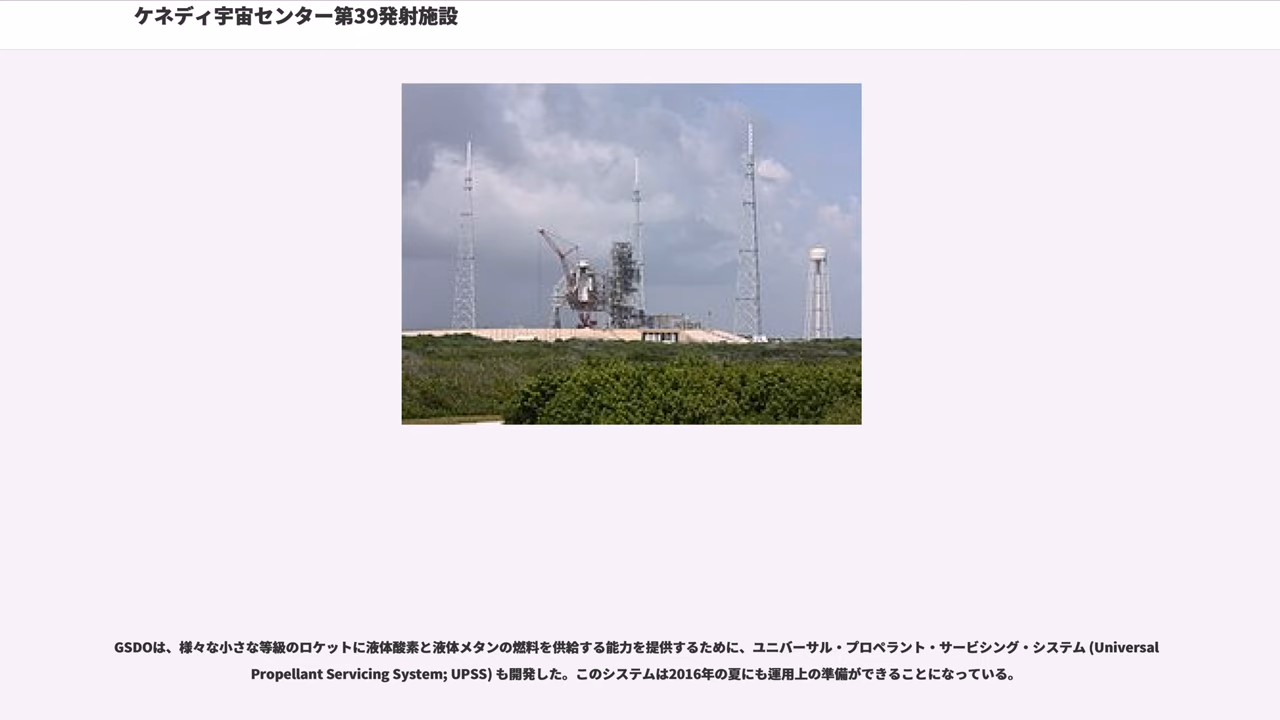 ケネディ宇宙センター第39発射施設
GSDOは、様々な小さな等級のロケットに液体酸素と液体メタンの燃料を供給する能力を提供するために、ユニバーサル・プロペラント・サービシング・システム (Universal
Propellant Servicing System; UPSS) も開発した。このシステムは2016年の夏にも運用上の準備ができることになっている。